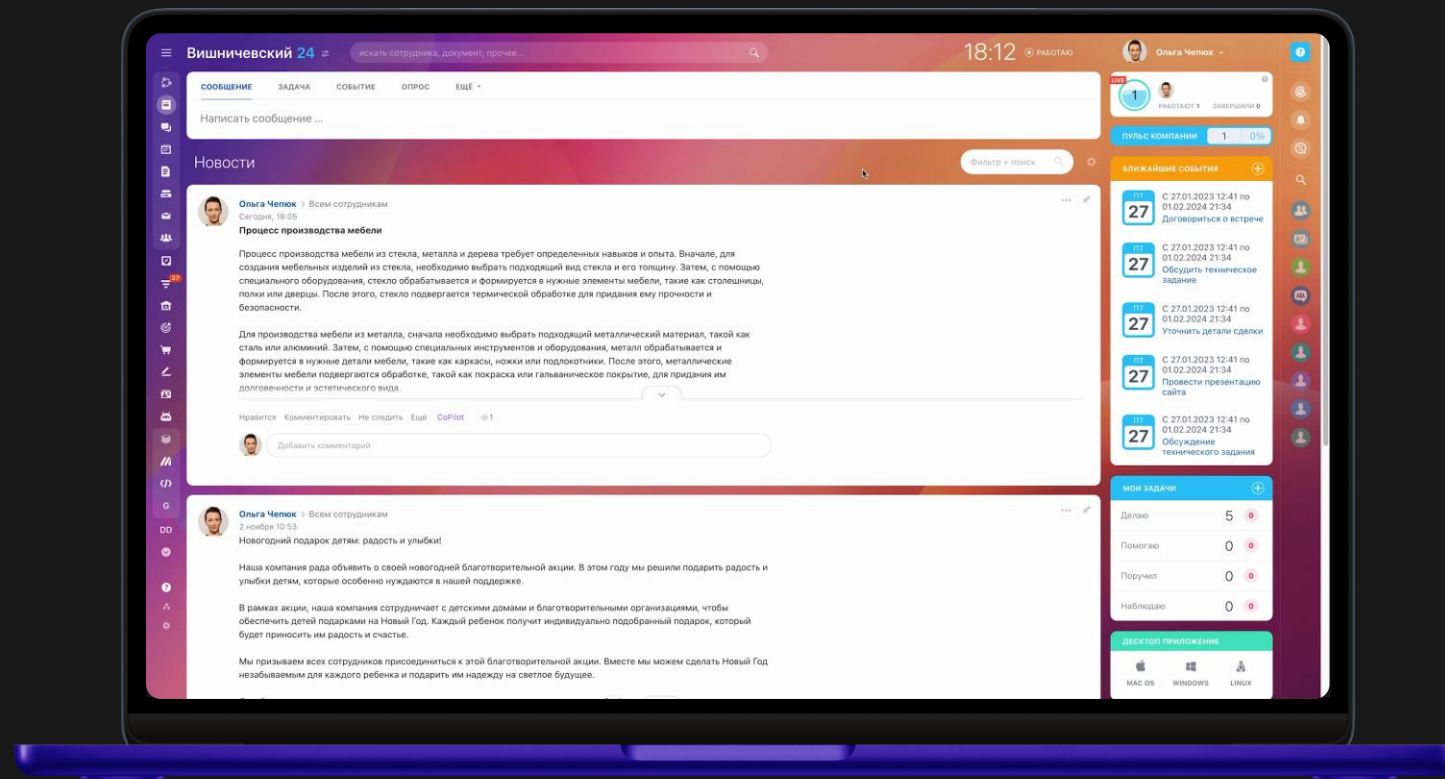 Вишничевский 24
искать сотрудника, документ, прочее...
18:12 РАБОТАЮ
Ольга Чепюк
СООБЩЕНИЕ ЗАДАЧА СОБЫТИЕ ОПРОС ЕЩЁ
Написать сообщение ...
Новости
Фильтр + поиск
Ольга Чепюк > Всем сотрудникам
Сегодня, 18:05
Процесс производства мебели
Процесс производства мебели из стекла, металла и дерева требует определенных навыков и опыта. Вначале, для
создания мебельных изделий из стекла, необходимо выбрать подходящий вид стекла и его толщину. Затем, с помощью
специального оборудования, стекло обрабатывается и формируется в нужные элементы мебели, такие как столешницы,
полки или дверцы. После этого, стекло подвергается термической обработке для придания ему прочности и
безопасности.
Для производства мебели из металла, сначала необходимо выбрать подходящий металлический материал, такой как
сталь или алюминий. Затем, с помощью специальных инструментов и оборудования, металл обрабатывается и
формируется в нужные детали мебели, такие как каркасы, ножки или подлокотники. После этого, металлические
элементы мебели подвергаются обработке, такой как покраска или гальваническое покрытие, для придания им
долговечности и эстетического вида.
Нравится Комментировать Не следить Ещё CoPilot 1
Добавить комментарий
Ольга Чепюк > Всем сотрудникам
2 ноября 10:53
Новогодний подарок детям: радость и улыбки!
Наша компания рада объявить о своей новогодней благотворительной акции. В этом году мы решили подарить радость и
улыбки детям, которые особенно нуждаются в нашей поддержке.
В рамках акции, наша компания сотрудничает с детскими домами и благотворительными организациями, чтобы
обеспечить детей подарками на Новый Год. Каждый ребенок получит индивидуально подобранный подарок, который
будет приносить им радость и счастье.
Мы призываем всех сотрудников присоединиться к этой благотворительной акции. Вместе мы можем сделать Новый Год
незабываемым для каждого ребенка и подарить им надежду на светлое будущее.
37
G
DD
LIVE
1
РАБОТАЮТ 1 ЗАВЕРШИЛИ 0
ПУЛЬС КОМПАНИИ 1 0%
БЛИЖАЙШИЕ СОБЫТИЯ
ПТ
27
С 27.01.2023 12:41 по
01.02.2024 21:34
Договориться о встрече
ПТ
27
С 27.01.2023 12:41 по
01.02.2024 21:34
Обсудить техническое
задание
ПТ
27
С 27.01.2023 12:41 по
01.02.2024 21:34
Уточнить детали сделки
ПТ
27
С 27.01.2023 12:41 по
01.02.2024 21:34
Провести презентацию
сайта
ПТ
27
С 27.01.2023 12:41 по
01.02.2024 21:34
Обсуждение
технического задания
МОИ ЗАДАЧИ
Делаю 5 0
Помогаю 0 0
Поручил 0 0
Наблюдаю 0 0
ДЕСКТОП ПРИЛОЖЕНИЕ
MAC OS WINDOWS LINUX